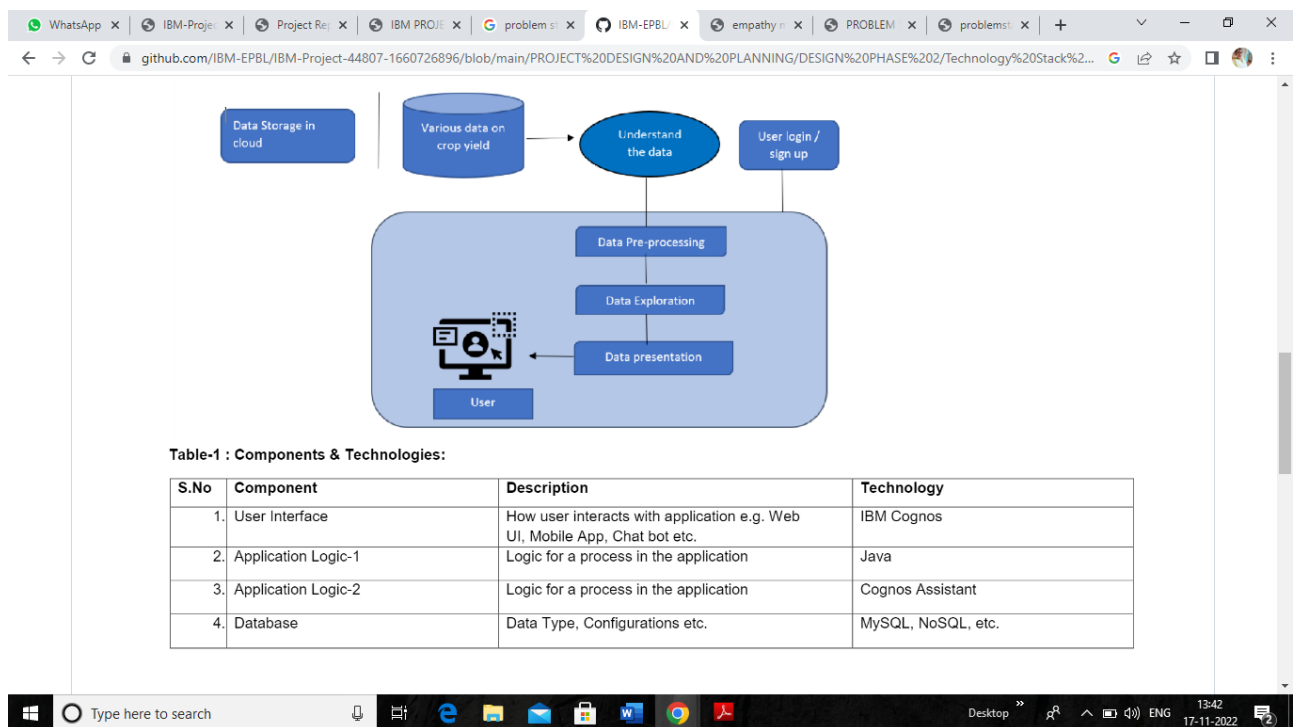 WhatsApp
IBM-Projec
Project Rep
IBM PROJE
problem st
IBM-EPBL/
empathy m
PROBLEM
problemst
github.com/IBM-EPBL/IBM-Project-44807-1660726896/blob/main/PROJECT%20DESIGN%20AND%20PLANNING/DESIGN%20PHASE%202/Technology%20Stack%2...
Data Storage in
cloud
Various data on
crop yield
Understand
the data
User login /
sign up
Data Pre-processing
Data Exploration
Data presentation
User
Table-1 : Components & Technologies:
S.No Component Description Technology
1. User Interface How user interacts with application e.g. Web IBM Cognos
UI, Mobile App, Chat bot etc.
2. Application Logic-1 Logic for a process in the application Java
3. Application Logic-2 Logic for a process in the application Cognos Assistant
4. Database Data Type, Configurations etc. MySQL, NoSQL, etc.
Type here to search
Desktop
ENG
13:42
17-11-2022
2